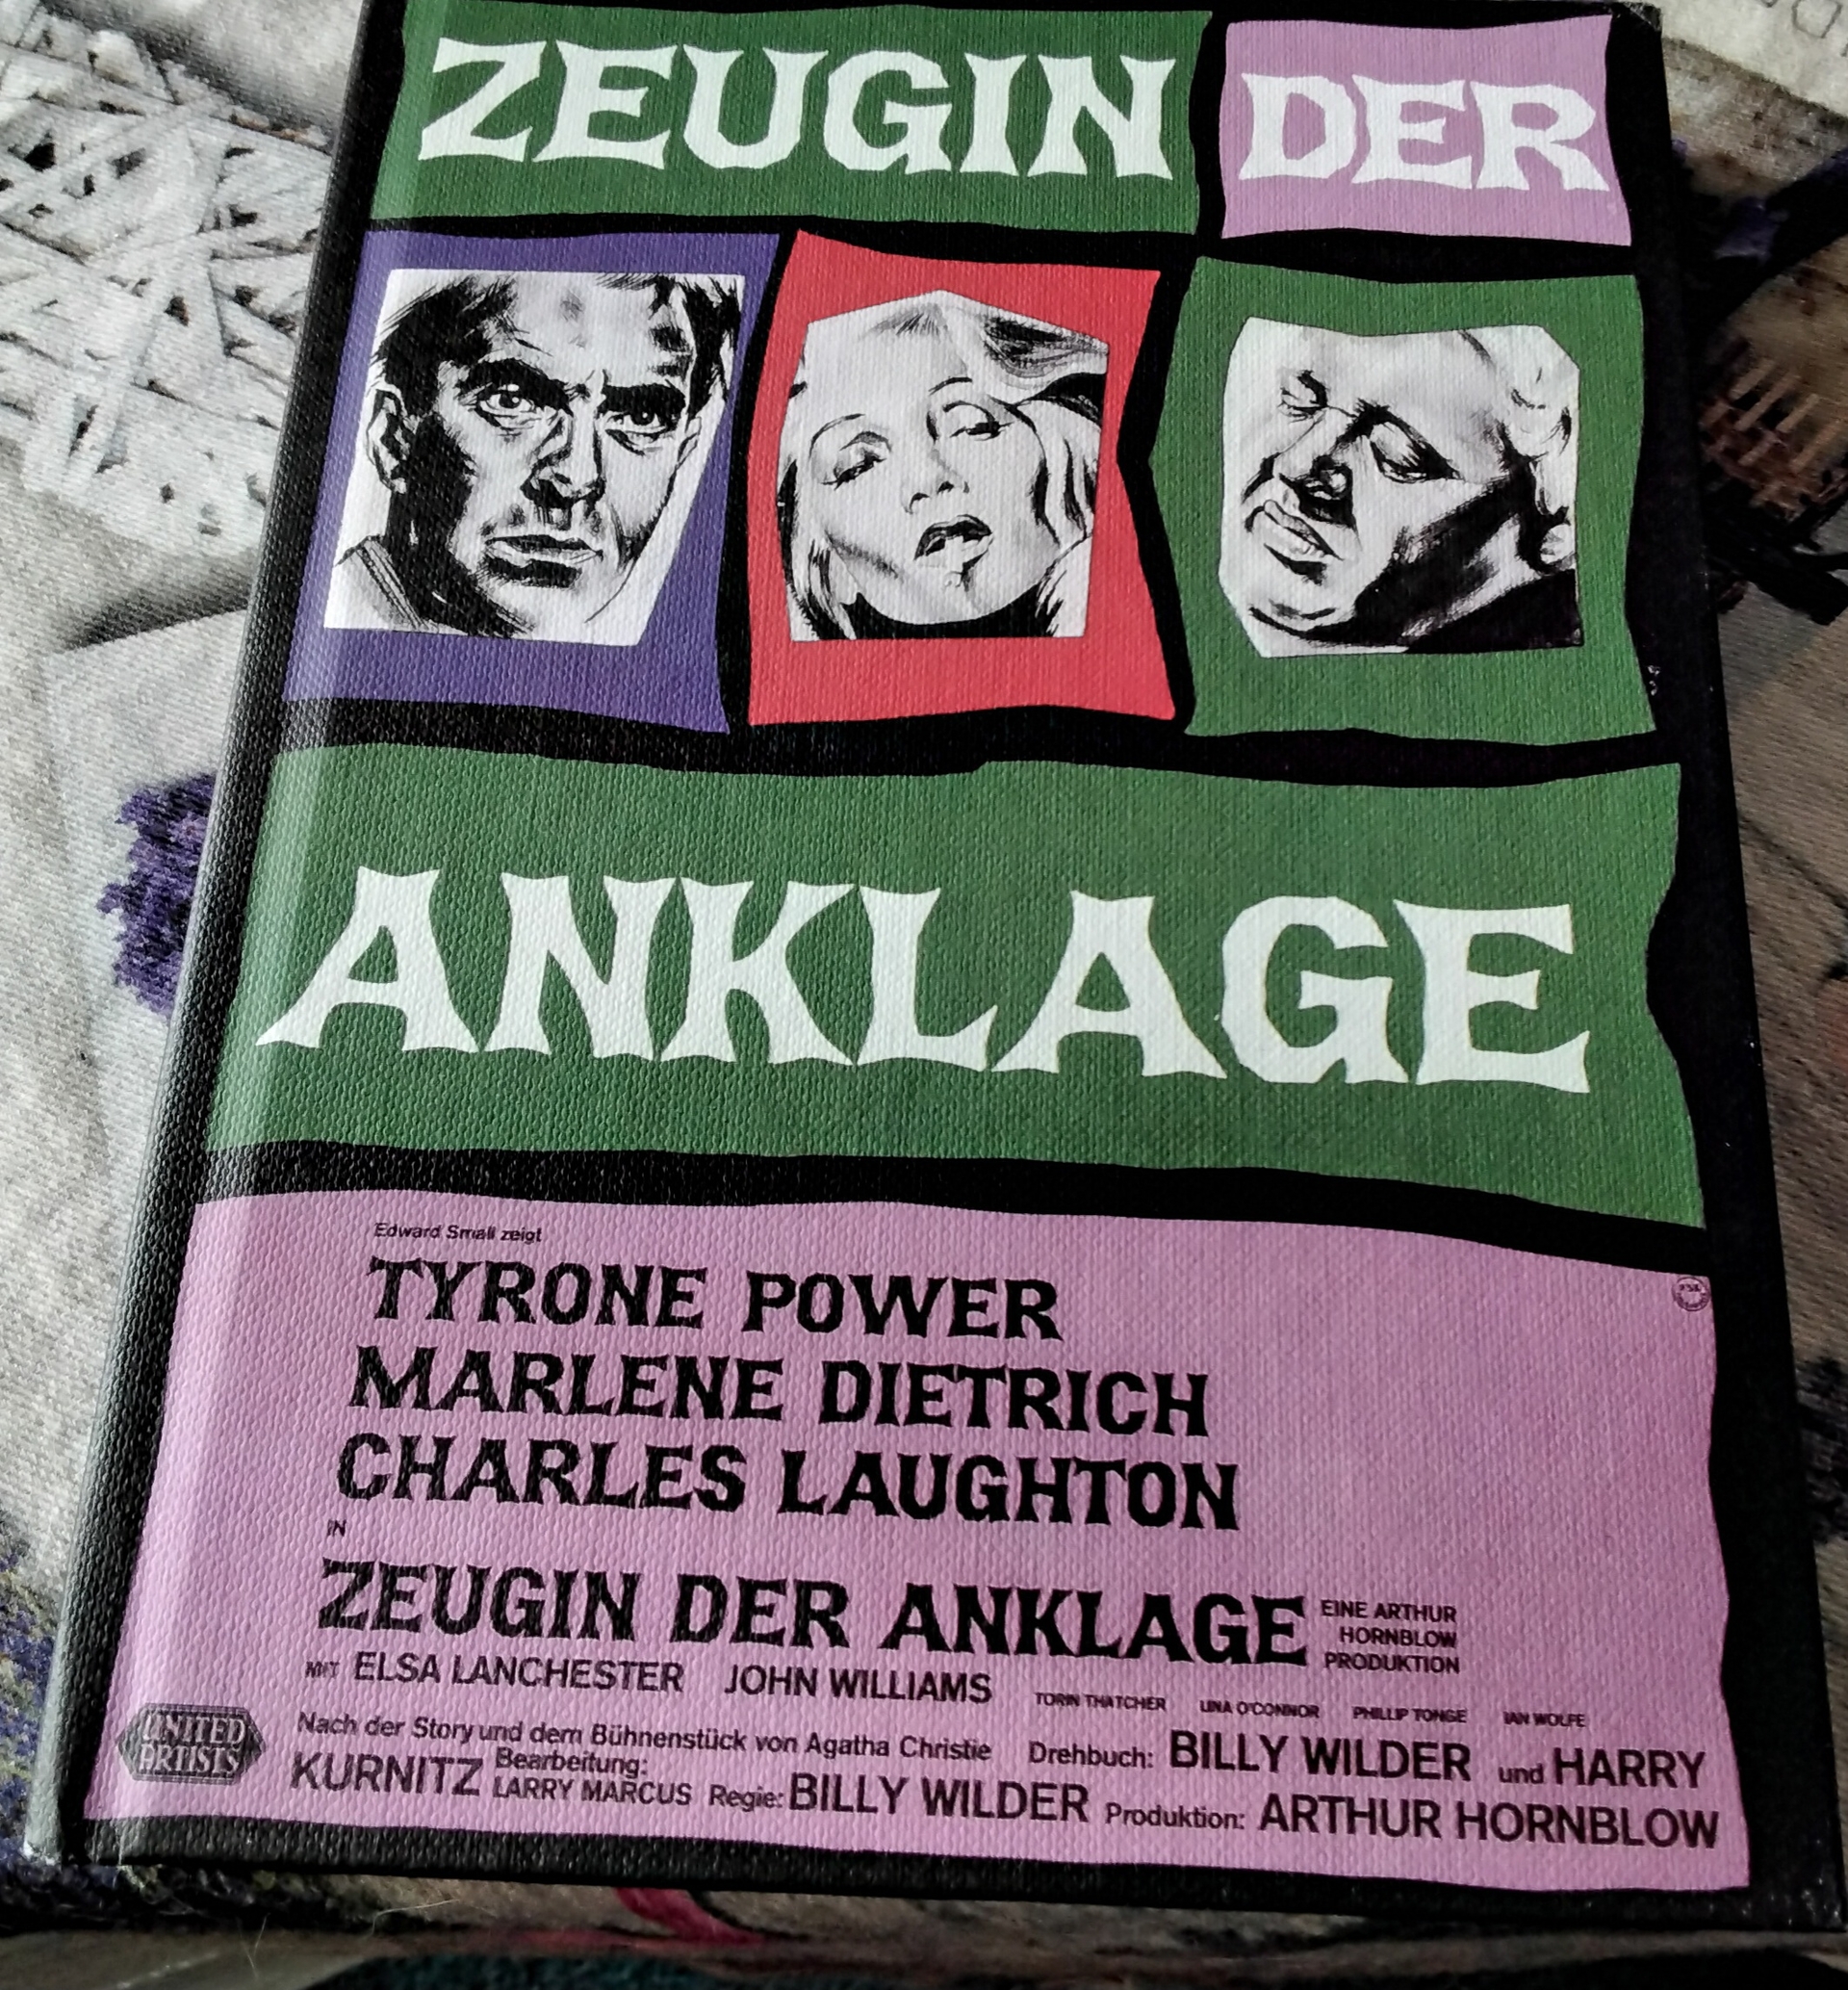 ZEUGIN DER
ANKLAGE
Edward Small zeigt
TYRONE POWER
MARLENE DIETRICH
CHARLES LAUGHTON
IN
ZEUGIN DER ANKLAGE
EINE ARTHUR
HORNBLOW
PRODUKTION
MIT ELSA LANCHESTER JOHN WILLIAMS TORIN THATCHER UNA O'CONNOR PHILLIP TONGE IAN WOLFE
Nach der Story und dem Bühnenstück von Agatha Christie Drehbuch: BILLY WILDER und HARRY
KURNITZ Bearbeitung: LARRY MARCUS Regie: BILLY WILDER Produktion: ARTHUR HORNBLOW
UNITED
ARTISTS